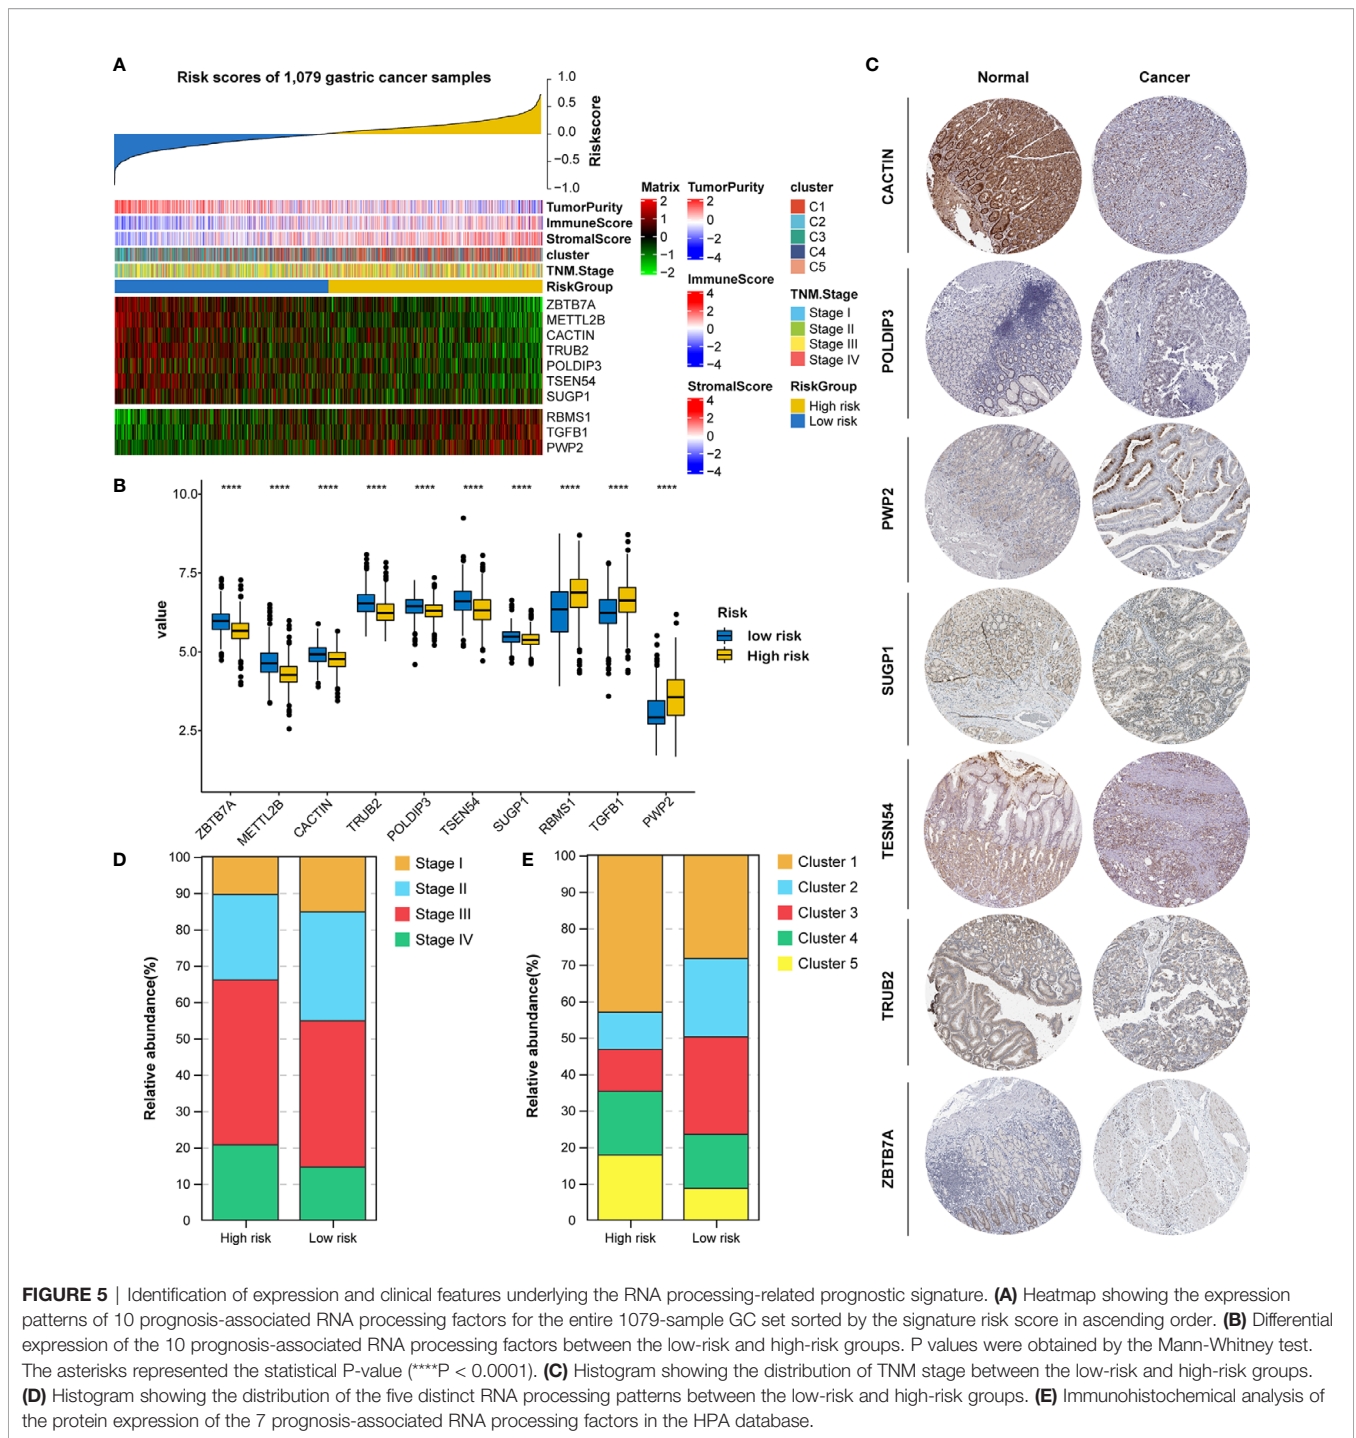 A
Risk scores of 1,079 gastric cancer samples
1.0
0.5
0.0
−0.5
−1.0
Riskscore
TumorPurity
ImmuneScore
StromalScore
cluster
TNM.Stage
RiskGroup
ZBTB7A
METTL2B
CACTIN
TRUB2
POLDIP3
TSEN54
SUGP1
RBMS1
TGFB1
PWP2
Matrix
2
1
0
−1
−2
TumorPurity
2
0
−2
−4
ImmuneScore
4
2
0
−2
−4
StromalScore
4
2
0
−2
−4
cluster
C1
C2
C3
C4
C5
TNM.Stage
Stage I
Stage II
Stage III
Stage IV
RiskGroup
High risk
Low risk
B
10.0
7.5
5.0
2.5
value
**** **** **** **** **** **** **** **** **** ****
ZBTB7A
METTL2B
CACTIN
TRUB2
POLDIP3
TSEN54
SUGP1
RBMS1
TGFB1
PWP2
Risk
low risk
High risk
C
Normal Cancer
CACTIN
POLDIP3
PWP2
SUGP1
TESN54
TRUB2
ZBTB7A
D
100
90
80
70
60
50
40
30
20
10
0
Relative abundance(%)
High risk Low risk
Stage I
Stage II
Stage III
Stage IV
E
100
90
80
70
60
50
40
30
20
10
0
Relative abundance(%)
High risk Low risk
Cluster 1
Cluster 2
Cluster 3
Cluster 4
Cluster 5
FIGURE 5 | Identification of expression and clinical features underlying the RNA processing-related prognostic signature. (A) Heatmap showing the expression
patterns of 10 prognosis-associated RNA processing factors for the entire 1079-sample GC set sorted by the signature risk score in ascending order. (B) Differential
expression of the 10 prognosis-associated RNA processing factors between the low-risk and high-risk groups. P values were obtained by the Mann-Whitney test.
The asterisks represented the statistical P-value (****P < 0.0001). (C) Histogram showing the distribution of TNM stage between the low-risk and high-risk groups.
(D) Histogram showing the distribution of the five distinct RNA processing patterns between the low-risk and high-risk groups. (E) Immunohistochemical analysis of
the protein expression of the 7 prognosis-associated RNA processing factors in the HPA database.